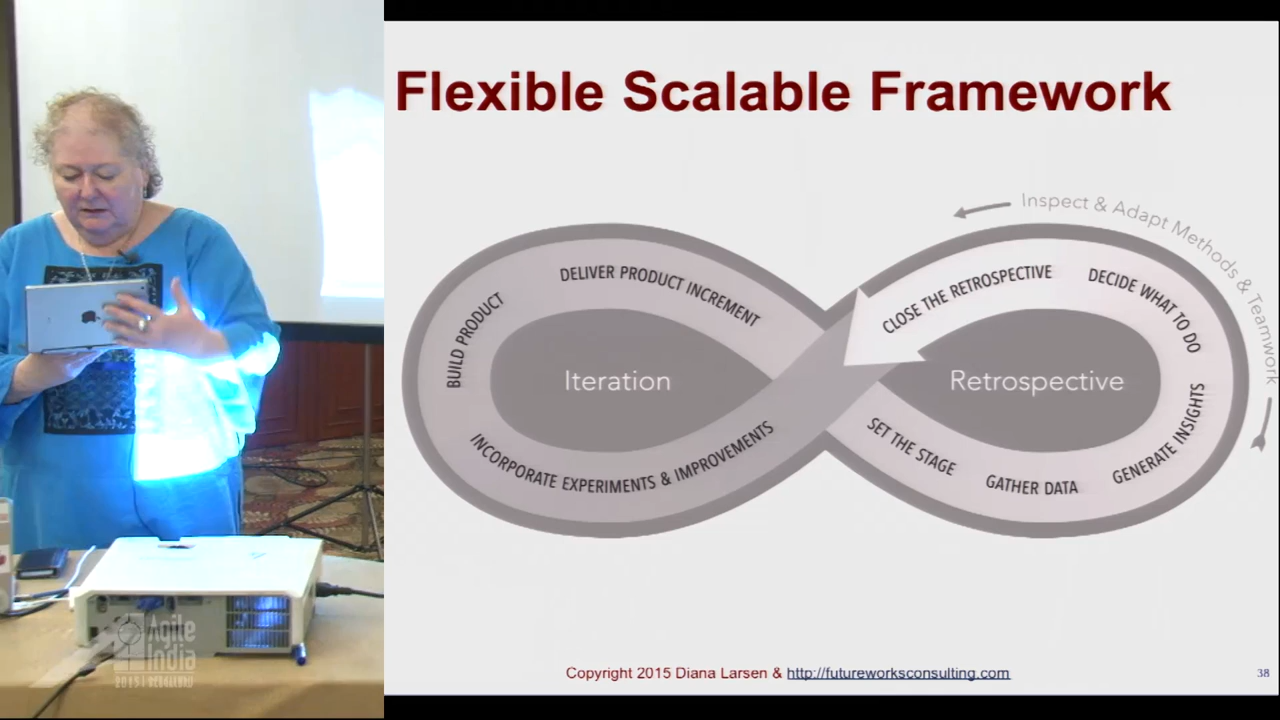 Flexible Scalable Framework
Inspect & Adapt Methods & Teamwork
DELIVER PRODUCT INCREMENT
CLOSE THE RETROSPECTIVE
DECIDE WHAT TO DO
BUILD PRODUCT
Iteration
Retrospective
INCORPORATE EXPERIMENTS & IMPROVEMENTS
SET THE STAGE
GATHER DATA
GENERATE INSIGHTS
Agile
India
Copyright 2015 Diana Larsen & http://futureworksconsulting.com
38